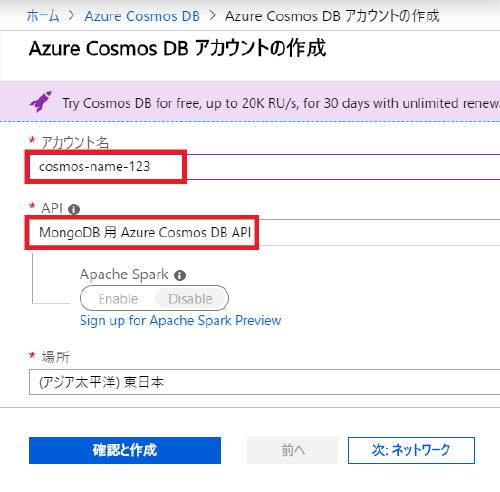 ホーム > Azure Cosmos DB > Azure Cosmos DB アカウントの作成
Azure Cosmos DB アカウントの作成
Try Cosmos DB for free, up to 20K RU/s, for 30 days with unlimited renew
* アカウント名
cosmos-name-123
* API
MongoDB 用 Azure Cosmos DB API
Apache Spark
Enable Disable
Sign up for Apache Spark Preview
* 場所
(アジア太平洋) 東日本
確認と作成 前へ 次: ネットワーク